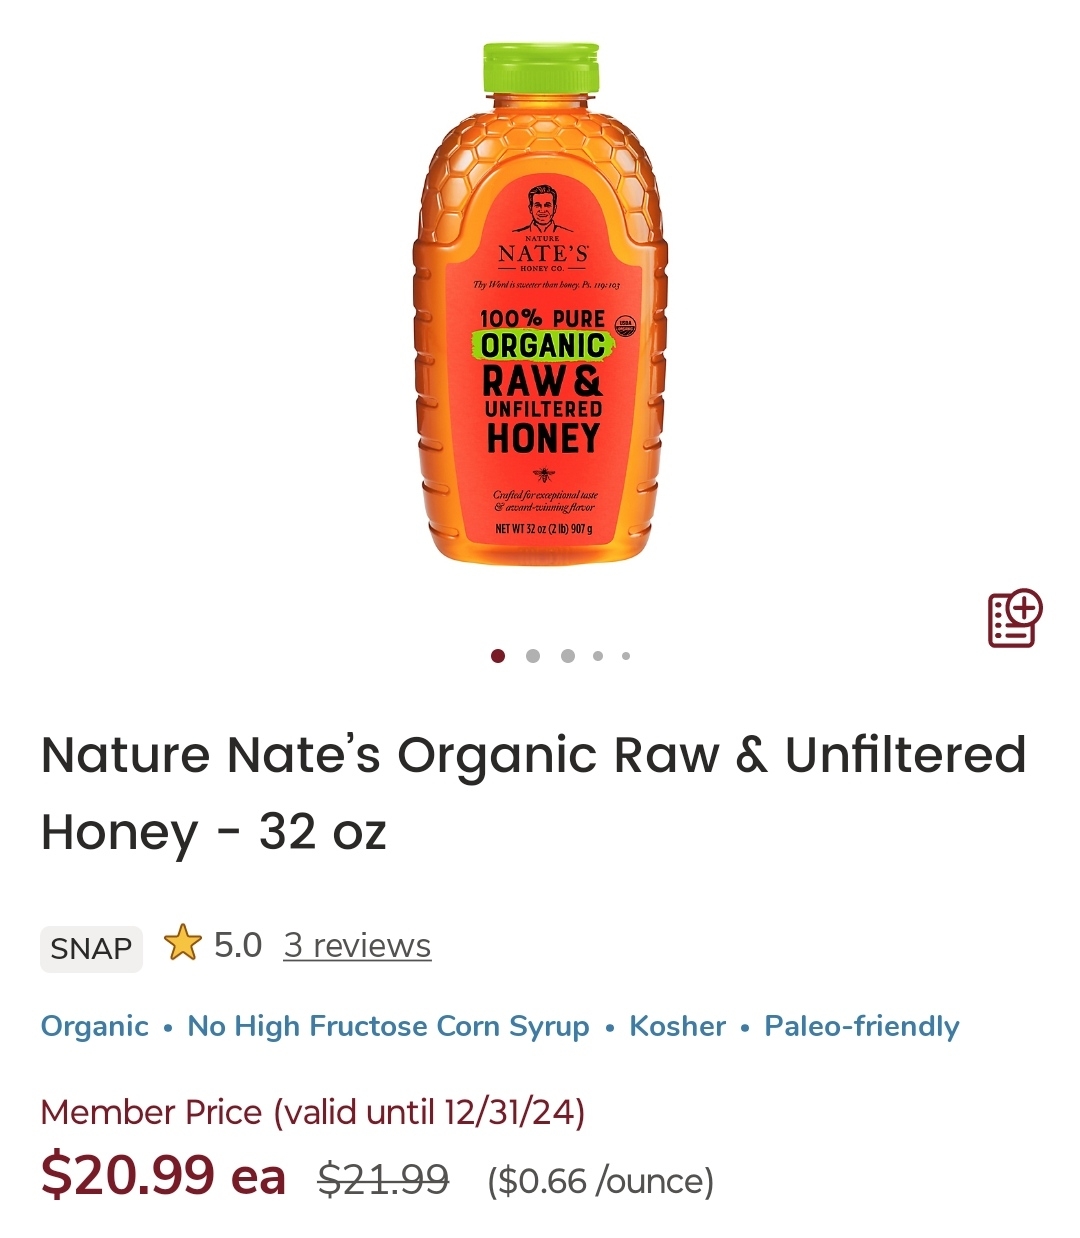 NATURE
NATE'S
HONEY CO.
Thy Word is sweeter than honey. Ps. 119:103
100% PURE
USDA
ORGANIC
ORGANIC
RAW &
UNFILTERED
HONEY
Crafted for exceptional taste
& award-winning flavor
NET WT 32 oz (2 lb) 907 g
Nature Nate's Organic Raw & Unfiltered
Honey - 32 oz
SNAP 5.0 3 reviews
Organic • No High Fructose Corn Syrup • Kosher • Paleo-friendly
Member Price (valid until 12/31/24)
$20.99 ea $21.99 ($0.66 /ounce)